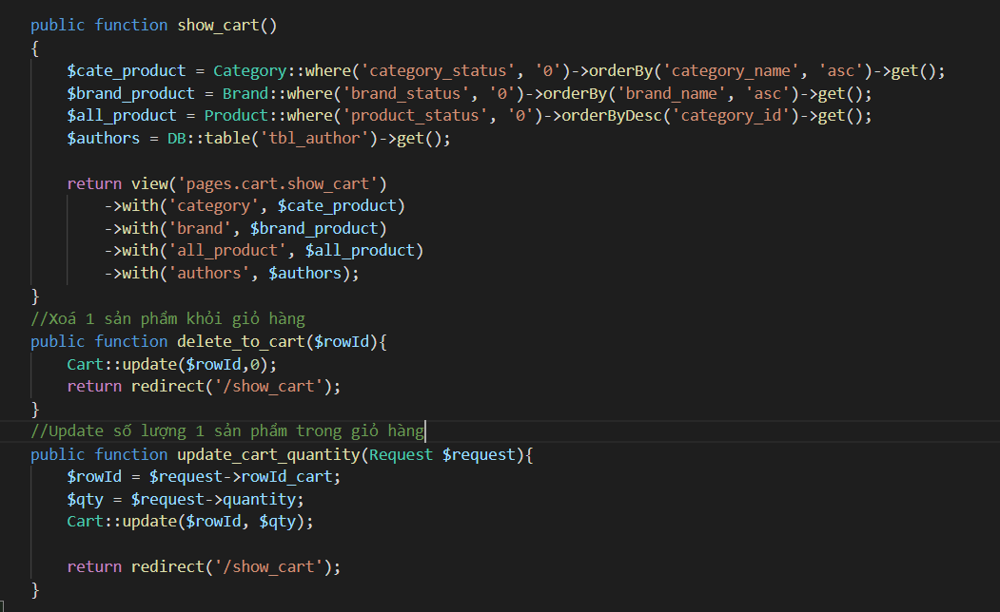 public function show_cart()
{
$cate_product = Category::where('category_status', '0')->orderBy('category_name', 'asc')->get();
$brand_product = Brand::where('brand_status', '0')->orderBy('brand_name', 'asc')->get();
$all_product = Product::where('product_status', '0')->orderByDesc('category_id')->get();
$authors = DB::table('tbl_author')->get();
return view('pages.cart.show_cart')
->with('category', $cate_product)
->with('brand', $brand_product)
->with('all_product', $all_product)
->with('authors', $authors);
}
//Xoá 1 sản phẩm khỏi giỏ hàng
public function delete_to_cart($rowId){
Cart::update($rowId,0);
return redirect('/show_cart');
}
//Update số lượng 1 sản phẩm trong giỏ hàng
public function update_cart_quantity(Request $request){
$rowId = $request->rowId_cart;
$qty = $request->quantity;
Cart::update($rowId, $qty);
return redirect('/show_cart');
}